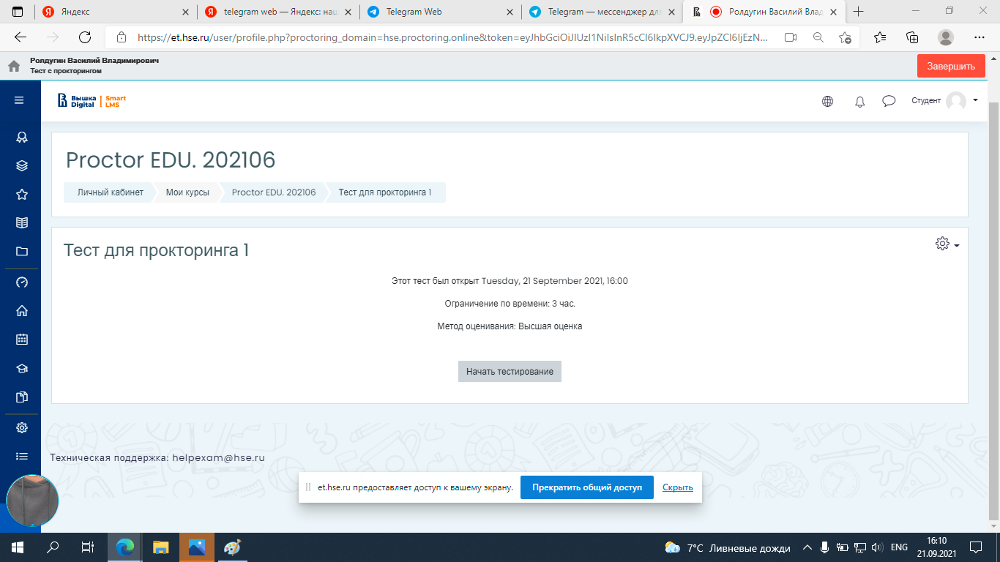 Яндекс
telegram web — Яндекс: наш
Telegram Web
Telegram — мессенджер для
Ролдугин Василий Влад
https://et.hse.ru/user/profile.php?proctoring_domain=hse.proctoring.online&token=eyJhbGciOiJIUzI1NiIsInR5cCI6IkpXVCJ9.eyJpZCI6IjEzN...
Ролдугин Василий Владимирович
Тест с прокторингом
Завершить
Вышка Digital
Smart LMS
Студент
Proctor EDU. 202106
Личный кабинет
Мои курсы
Proctor EDU. 202106
Тест для прокторинга 1
Тест для прокторинга 1
Этот тест был открыт Tuesday, 21 September 2021, 16:00
Ограничение по времени: 3 час.
Метод оценивания: Высшая оценка
Начать тестирование
Техническая поддержка: helpexam@hse.ru
et.hse.ru предоставляет доступ к вашему экрану.
Прекратить общий доступ
Скрыть
7°C Ливневые дожди
ENG
16:10
21.09.2021